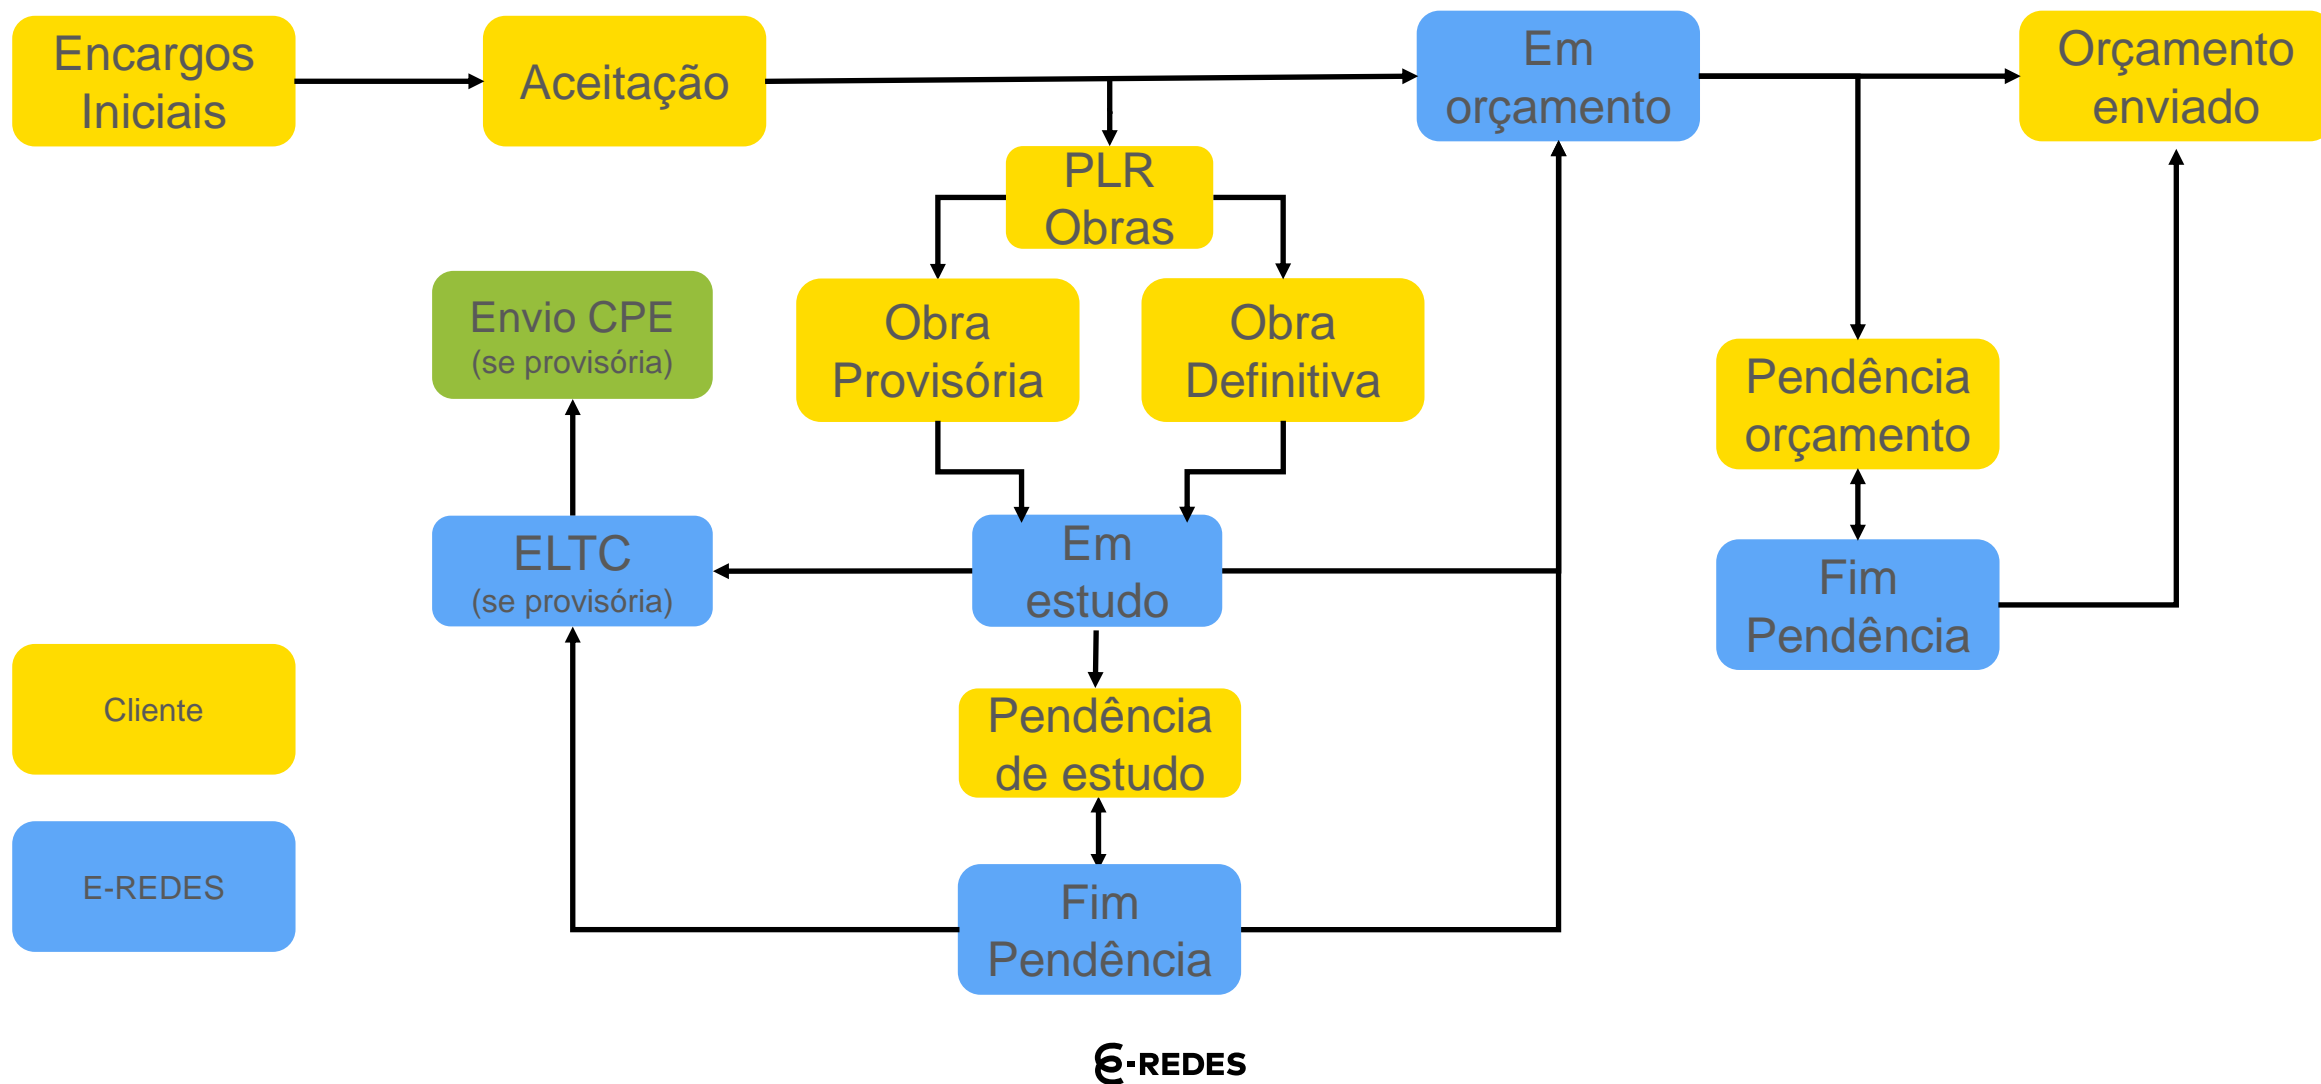 Encargos
Iniciais
Aceitação
Em
orçamento
Orçamento
enviado
PLR
Obras
Envio CPE
(se provisória)
Obra
Provisória
Obra
Definitiva
Pendência
orçamento
ELTC
(se provisória)
Em
estudo
Fim
Pendência
Cliente
Pendência
de estudo
E-REDES
Fim
Pendência
E-REDES